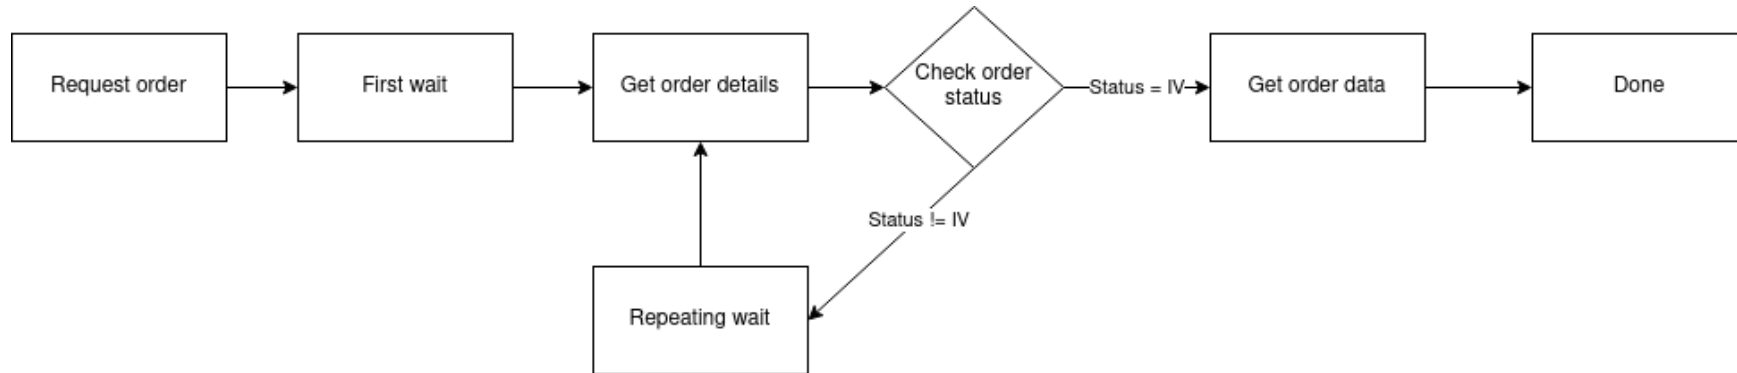 Request order
First wait
Get order details
Check order
status
Status = IV
Get order data
Done
Status != IV
Repeating wait